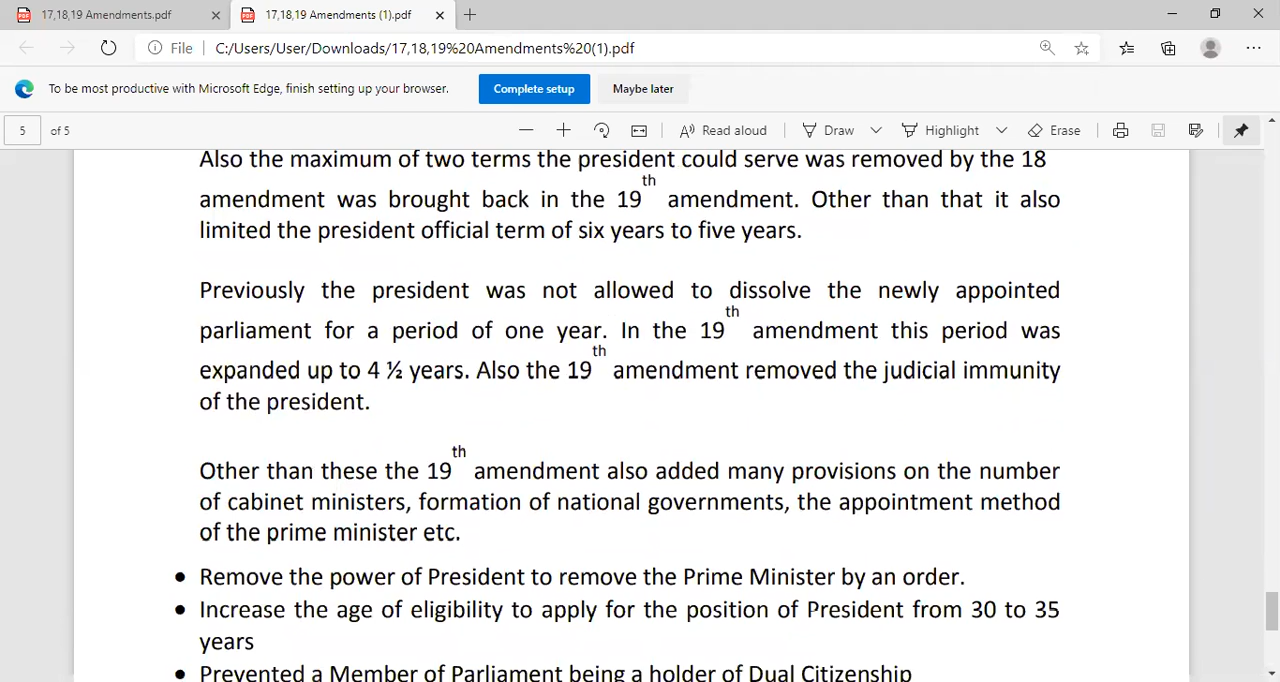 17,18,19 Amendments.pdf
17,18,19 Amendments (1).pdf
File C:/Users/User/Downloads/17,18,19%20Amendments%20(1).pdf
To be most productive with Microsoft Edge, finish setting up your browser. Complete setup Maybe later
5 of 5 Read aloud Draw Highlight Erase
Also the maximum of two terms the president could serve was removed by the 18
amendment was brought back in the 19th amendment. Other than that it also
limited the president official term of six years to five years.
Previously the president was not allowed to dissolve the newly appointed
parliament for a period of one year. In the 19th amendment this period was
expanded up to 4 ½ years. Also the 19th amendment removed the judicial immunity
of the president.
Other than these the 19th amendment also added many provisions on the number
of cabinet ministers, formation of national governments, the appointment method
of the prime minister etc.
• Remove the power of President to remove the Prime Minister by an order.
• Increase the age of eligibility to apply for the position of President from 30 to 35
years
• Prevented a Member of Parliament being a holder of Dual Citizenship